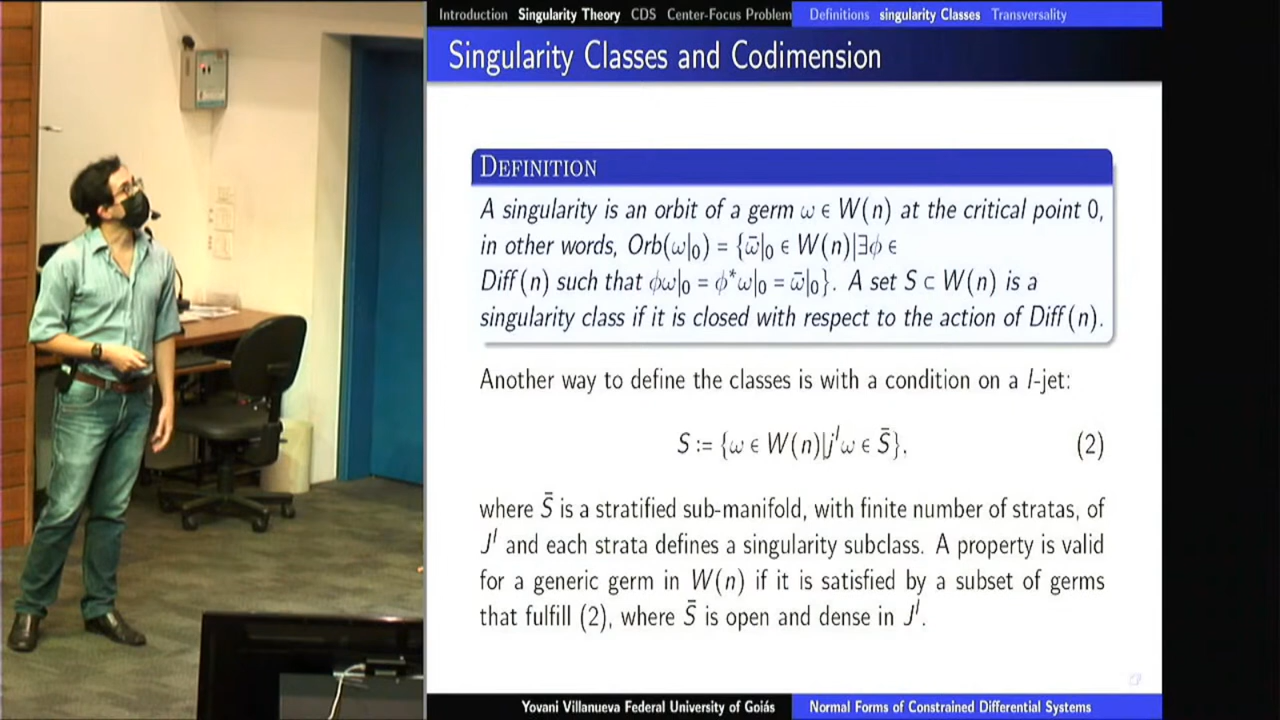 Introduction Singularity Theory CDS Center-Focus Problem Definitions singularity Classes Transversality
Singularity Classes and Codimension
DEFINITION
A singularity is an orbit of a germ ω ∈ W(n) at the critical point 0,
in other words, Orb(ω|₀) = {ω̄|₀ ∈ W(n)|∃ϕ ∈
Diff(n) such that ϕω|₀ = ϕ*ω|₀ = ω̄|₀}. A set S ⊂ W(n) is a
singularity class if it is closed with respect to the action of Diff(n).
Another way to define the classes is with a condition on a l-jet:
S := {ω ∈ W(n)|jˡω ∈ S̄}, (2)
where S̄ is a stratified sub-manifold, with finite number of stratas, of
Jˡ and each strata defines a singularity subclass. A property is valid
for a generic germ in W(n) if it is satisfied by a subset of germs
that fulfill (2), where S̄ is open and dense in Jˡ.
Yovani Villanueva Federal University of Goiás Normal Forms of Constrained Differential Systems